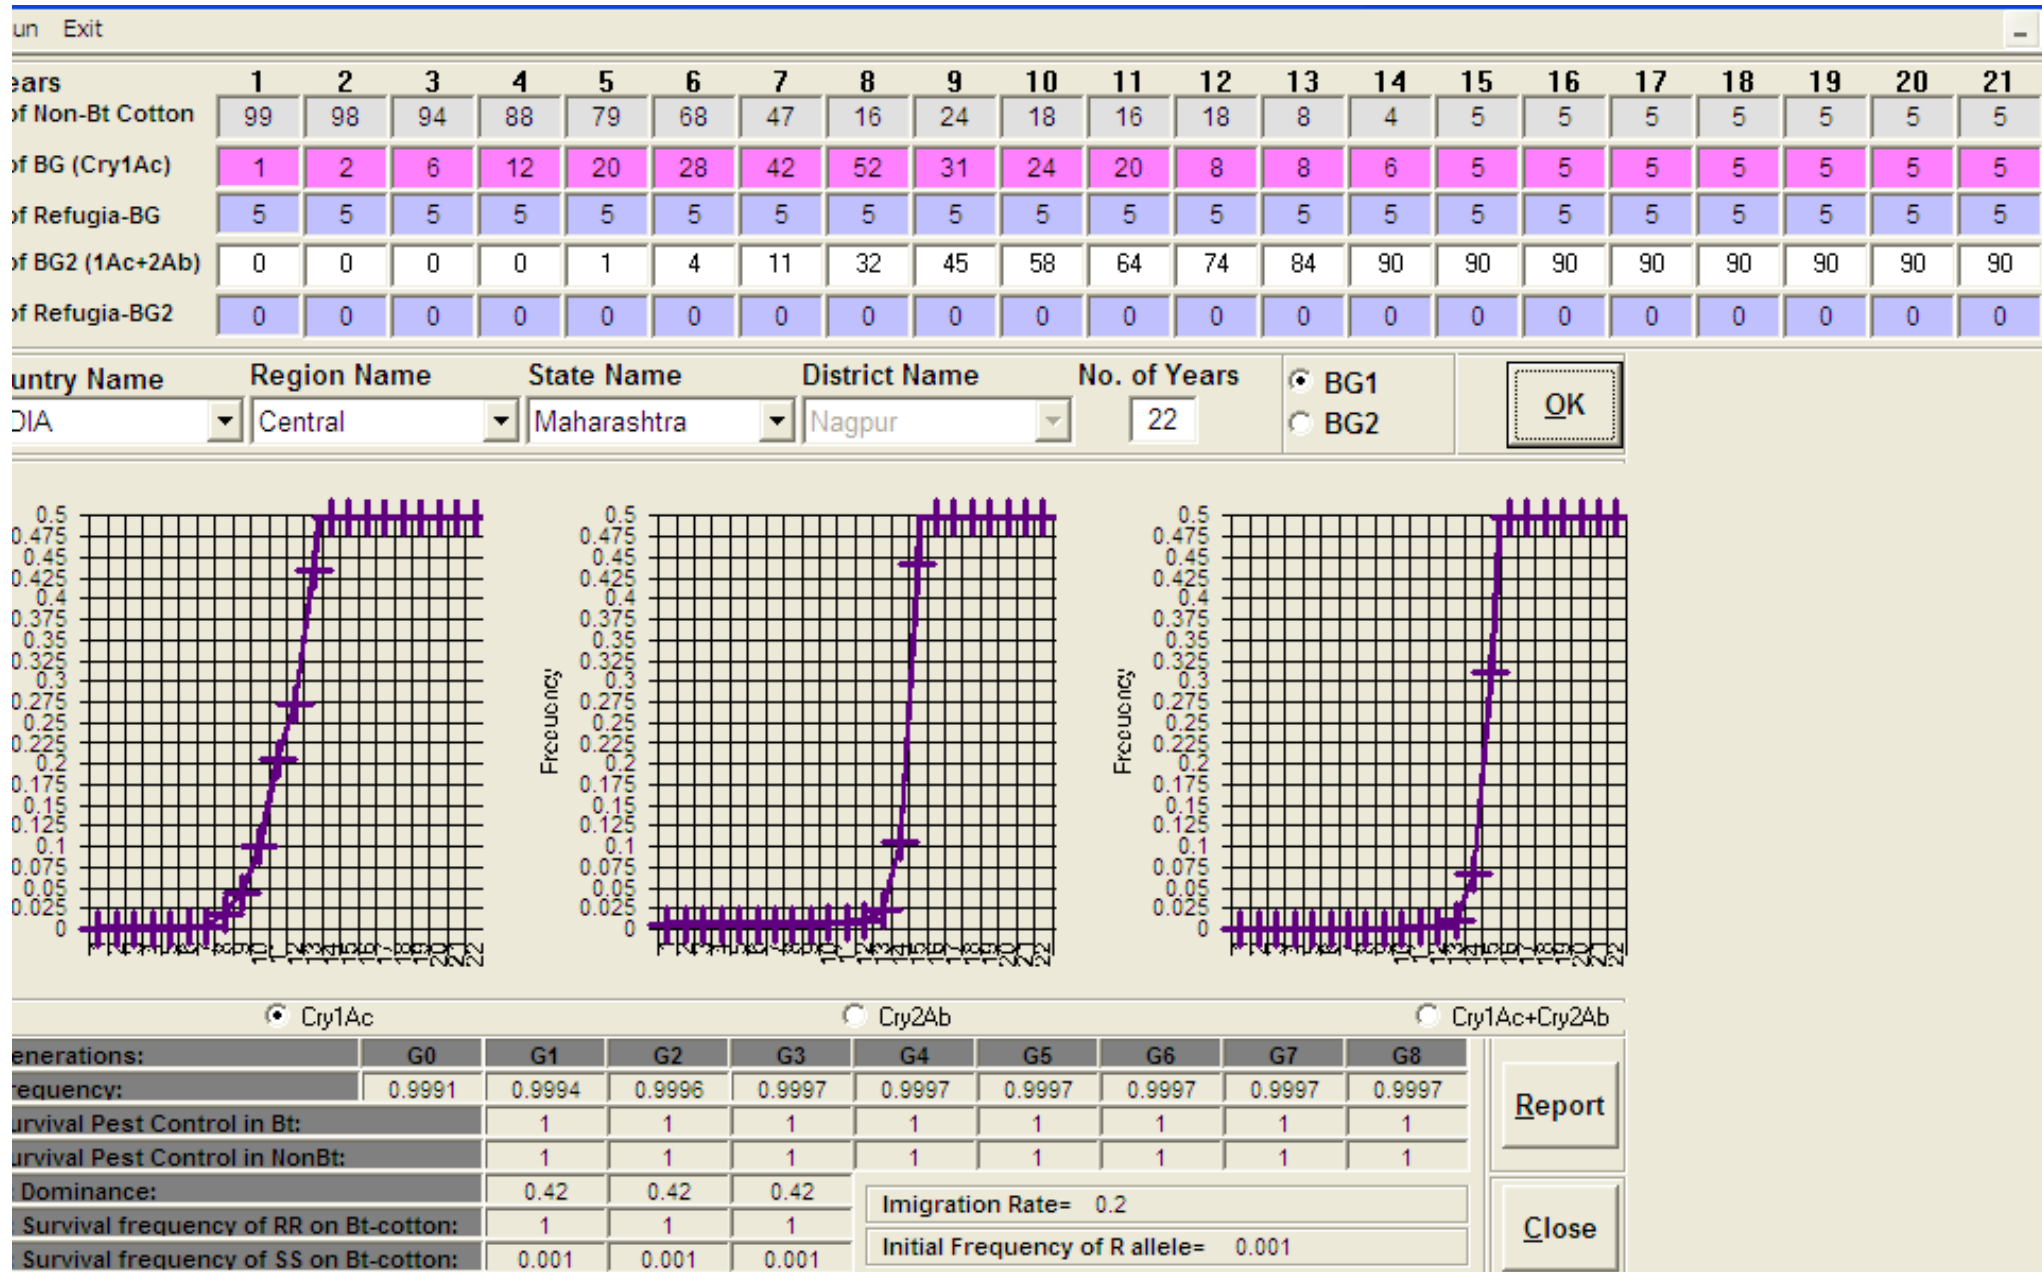 un Exit
ears 1 2 3 4 5 6 7 8 9 10 11 12 13 14 15 16 17 18 19 20 21
of Non-Bt Cotton 99 98 94 88 79 68 47 16 24 18 16 18 8 4 5 5 5 5 5 5 5
of BG (Cry1Ac) 1 2 6 12 20 28 42 52 31 24 20 8 8 6 5 5 5 5 5 5 5
of Refugia-BG 5 5 5 5 5 5 5 5 5 5 5 5 5 5 5 5 5 5 5 5 5
of BG2 (1Ac+2Ab) 0 0 0 0 1 4 11 32 45 58 64 74 84 90 90 90 90 90 90 90 90
of Refugia-BG2 0 0 0 0 0 0 0 0 0 0 0 0 0 0 0 0 0 0 0 0 0
untry Name Region Name State Name District Name No. of Years BG1
DIA Central Maharashtra Nagpur 22 BG2 OK
0.5 0.5 0.5
0.475 0.475 0.475
0.45 0.45 0.45
0.425 0.425 0.425
0.4 0.4 0.4
0.375 0.375 0.375
0.35 0.35 0.35
0.325 0.325 0.325
0.3 0.3 0.3
0.275 0.275 0.275
0.25 0.25 0.25
0.225 0.225 0.225
0.2 0.2 0.2
0.175 0.175 0.175
0.15 0.15 0.15
0.125 0.125 0.125
0.1 0.1 0.1
0.075 0.075 0.075
0.05 0.05 0.05
0.025 0.025 0.025
0 0 0
Frequency
Frequency
Cry1Ac Cry2Ab Cry1Ac+Cry2Ab
enerations: G0 G1 G2 G3 G4 G5 G6 G7 G8
requency: 0.9991 0.9994 0.9996 0.9997 0.9997 0.9997 0.9997 0.9997 0.9997
urvival Pest Control in Bt: 1 1 1 1 1 1 1 1
urvival Pest Control in NonBt: 1 1 1 1 1 1 1 1
: Dominance: 0.42 0.42 0.42
: Survival frequency of RR on Bt-cotton: 1 1 1
: Survival frequency of SS on Bt-cotton: 0.001 0.001 0.001
Imigration Rate= 0.2
Initial Frequency of R allele= 0.001
Report
Close